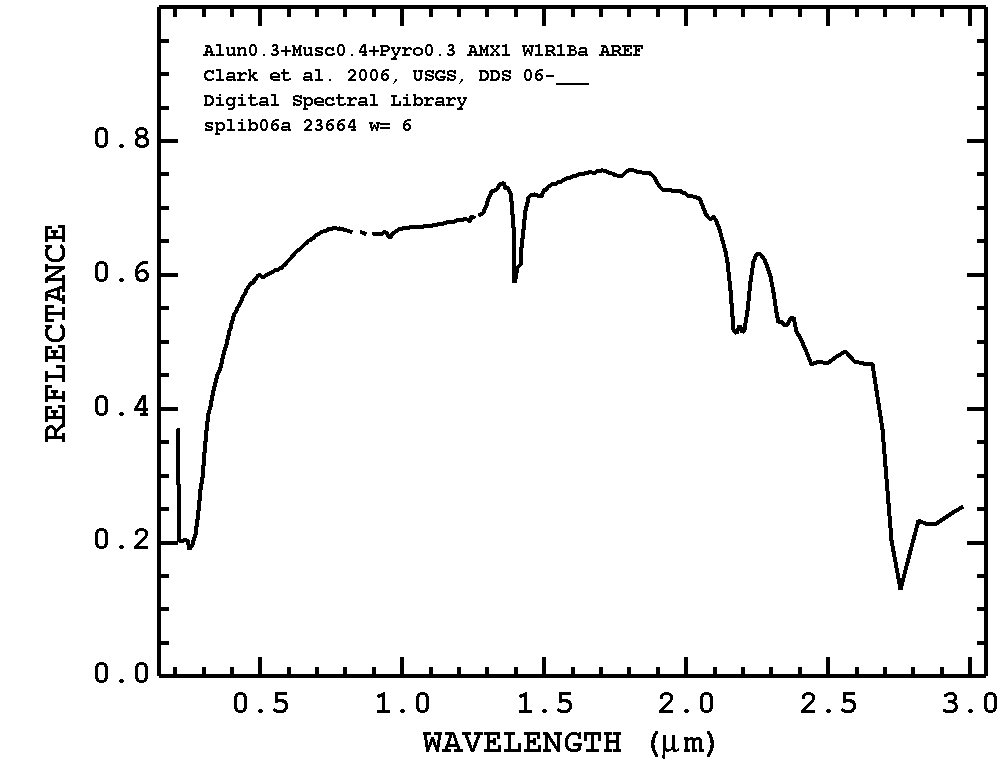 Alun0.3+Musc0.4+Pyro0.3 AMX1 W1R1Ba AREF
Clark et al. 2006, USGS, DDS 06-___
Digital Spectral Library
splib06a 23664 w= 6
0.8
0.6
0.4
0.2
0.0
REFLECTANCE
0.5 1.0 1.5 2.0 2.5 3.0
WAVELENGTH (μm)